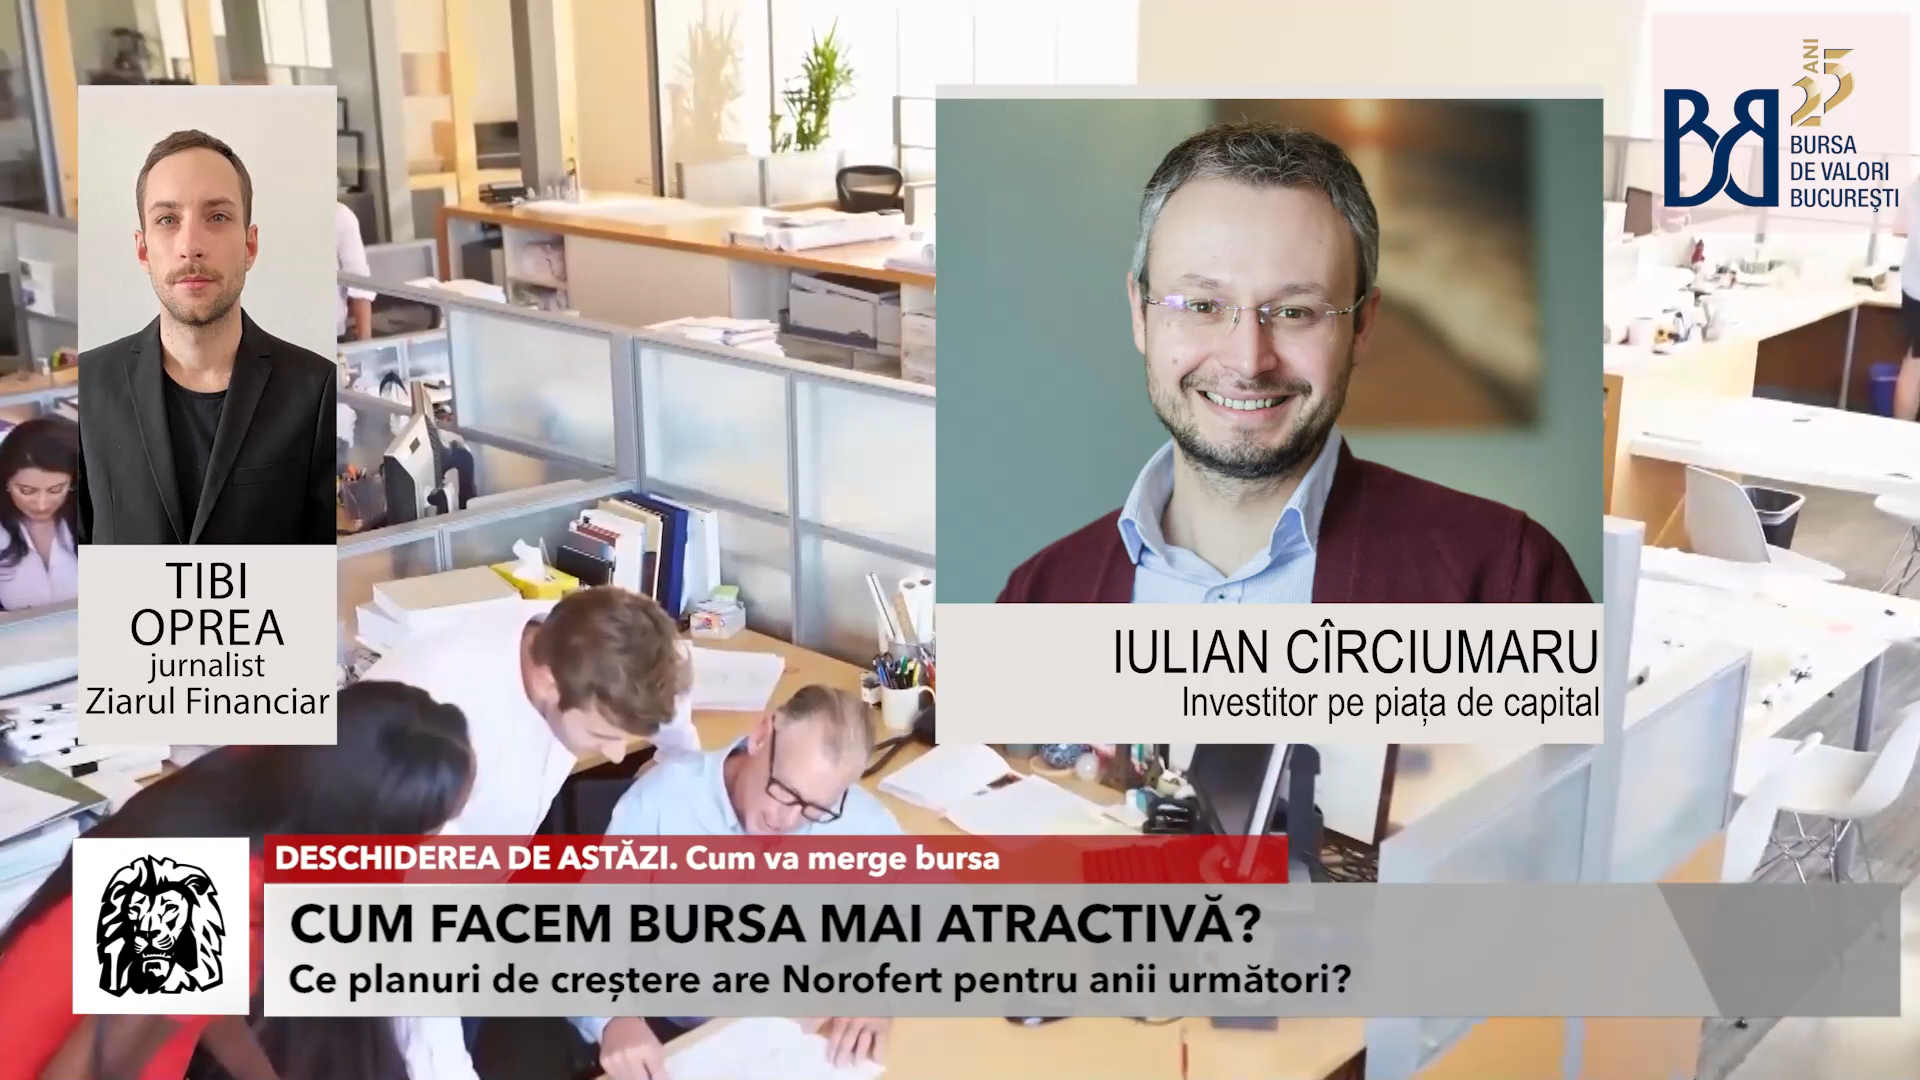 25 ANI
BURSA
DE VALORI
BUCUREŞTI
TIBI
OPREA
jurnalist
Ziarul Financiar
IULIAN CÎRCIUMARU
Investitor pe piața de capital
DESCHIDEREA DE ASTĂZI. Cum va merge bursa
CUM FACEM BURSA MAI ATRACTIVĂ?
Ce planuri de creștere are Norofert pentru anii următori?